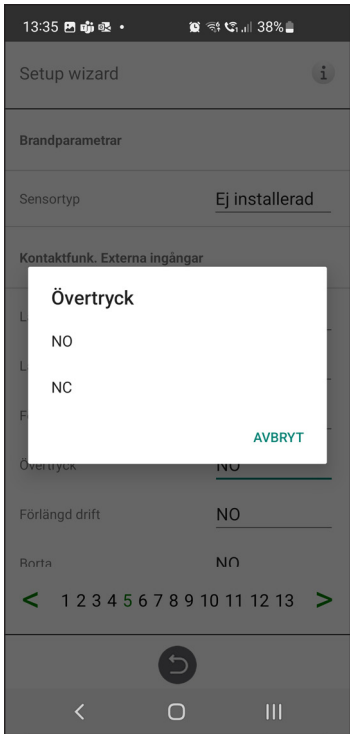 13:35
38%
Setup wizard
i
Brandparametrar
Sensortyp Ej installerad
Kontaktfunk. Externa ingångar
Övertryck
NO
NC
AVBRYT
Övertryck NO
Förlängd drift NO
Borta NO
< 1 2 3 4 5 6 7 8 9 10 11 12 13 >